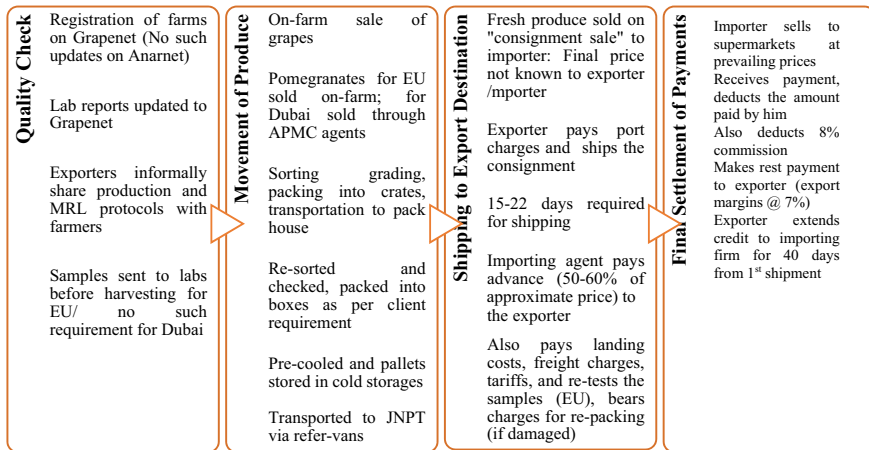 Quality Check
Registration of farms
on Grapenet (No such
updates on Anarnet)
Lab reports updated to
Grapenet
Exporters informally
share production and
MRL protocols with
farmers
Samples sent to labs
before harvesting for
EU/ no such
requirement for Dubai
Movement of Produce
On-farm sale of
grapes
Pomegranates for EU
sold on-farm; for
Dubai sold through
APMC agents
Sorting grading,
packing into crates,
transportation to pack
house
Re-sorted and
checked, packed into
boxes as per client
requirement
Pre-cooled and pallets
stored in cold storages
Transported to JNPT
via refer-vans
Shipping to Export Destination
Fresh produce sold on
"consignment sale" to
importer: Final price
not known to exporter
/mporter
Exporter pays port
charges and ships the
consignment
15-22 days required
for shipping
Importing agent pays
advance (50-60% of
approximate price) to
the exporter
Also pays landing
costs, freight charges,
tariffs, and re-tests the
samples (EU), bears
charges for re-packing
(if damaged)
Final Settlement of Payments
Importer sells to
supermarkets at
prevailing prices
Receives payment,
deducts the amount
paid by him
Also deducts 8%
commission
Makes rest payment
to exporter (export
margins @ 7%)
Exporter extends
credit to importing
firm for 40 days
from 1st shipment